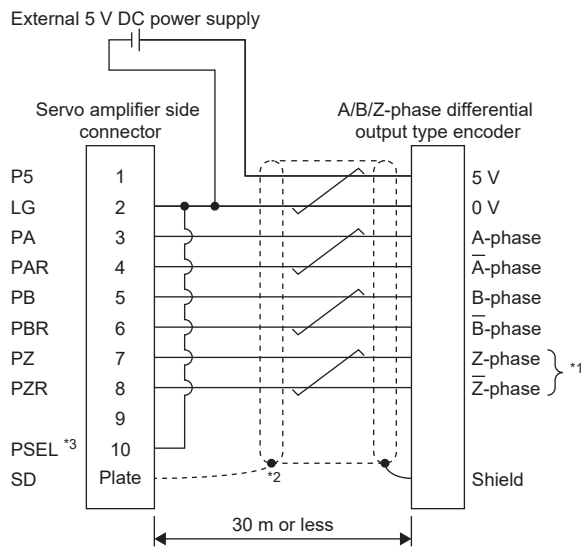 External 5 V DC power supply
Servo amplifier side
connector
A/B/Z-phase differential
output type encoder
P5 1 5 V
LG 2 0 V
PA 3 A-phase
PAR 4 A̅-phase
PB 5 B-phase
PBR 6 B̅-phase
PZ 7 Z-phase
*1
PZR 8 Z̅-phase
9
PSEL *3 10
SD Plate *2 Shield
30 m or less